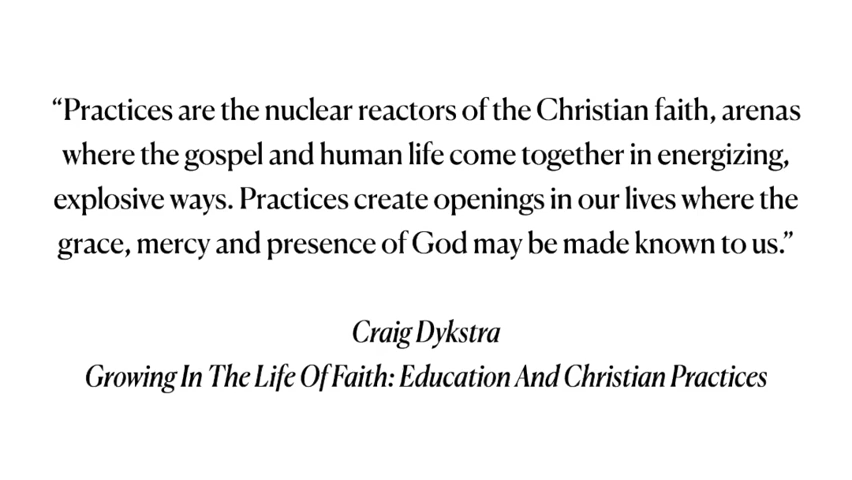 “Practices are the nuclear reactors of the Christian faith, arenas
where the gospel and human life come together in energizing,
explosive ways. Practices create openings in our lives where the
grace, mercy and presence of God may be made known to us.”
Craig Dykstra
Growing In The Life Of Faith: Education And Christian Practices